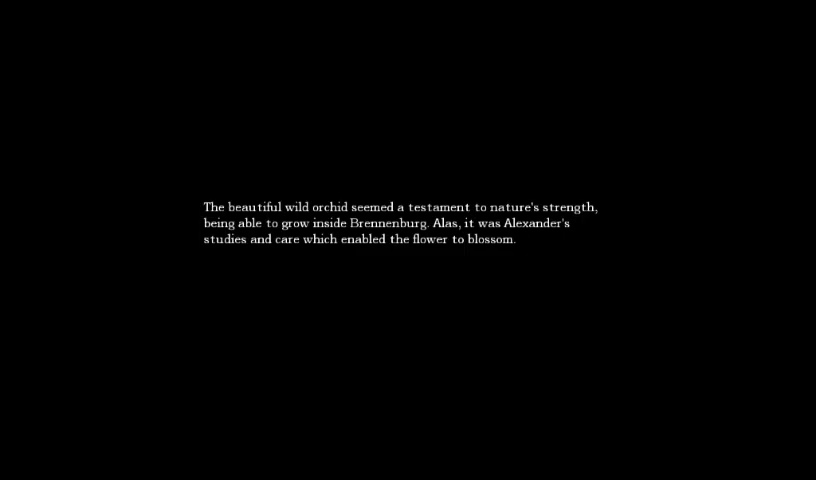 The beautiful wild orchid seemed a testament to nature's strength,
being able to grow inside Brennenburg. Alas, it was Alexander's
studies and care which enabled the flower to blossom.